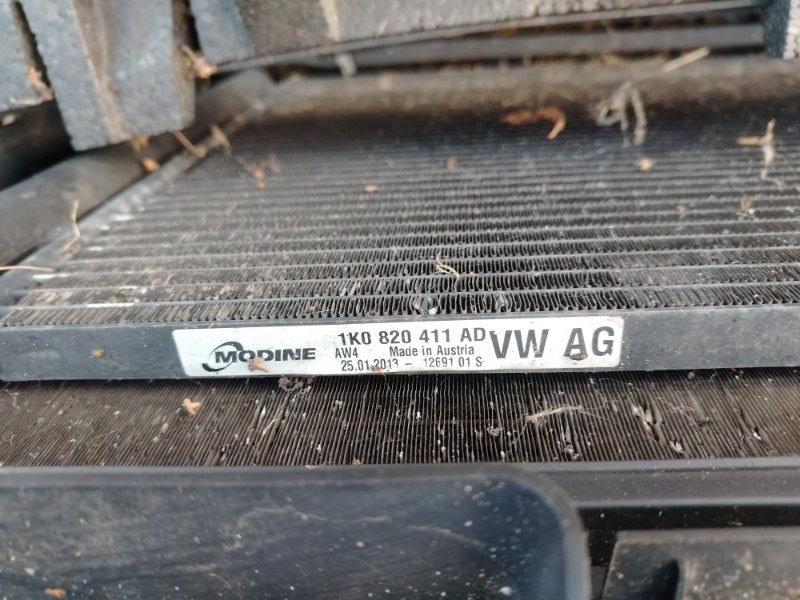 MODINE
1K0 820 411 AD
AW4 Made in Austria
25.01.2013 - 12691 01 S
VW AG